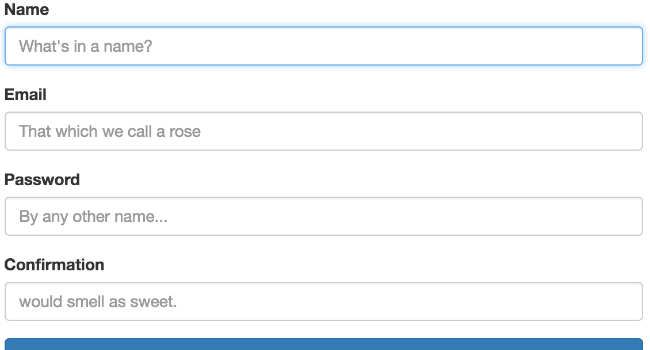 Name
What's in a name?
Email
That which we call a rose
Password
By any other name...
Confirmation
would smell as sweet.